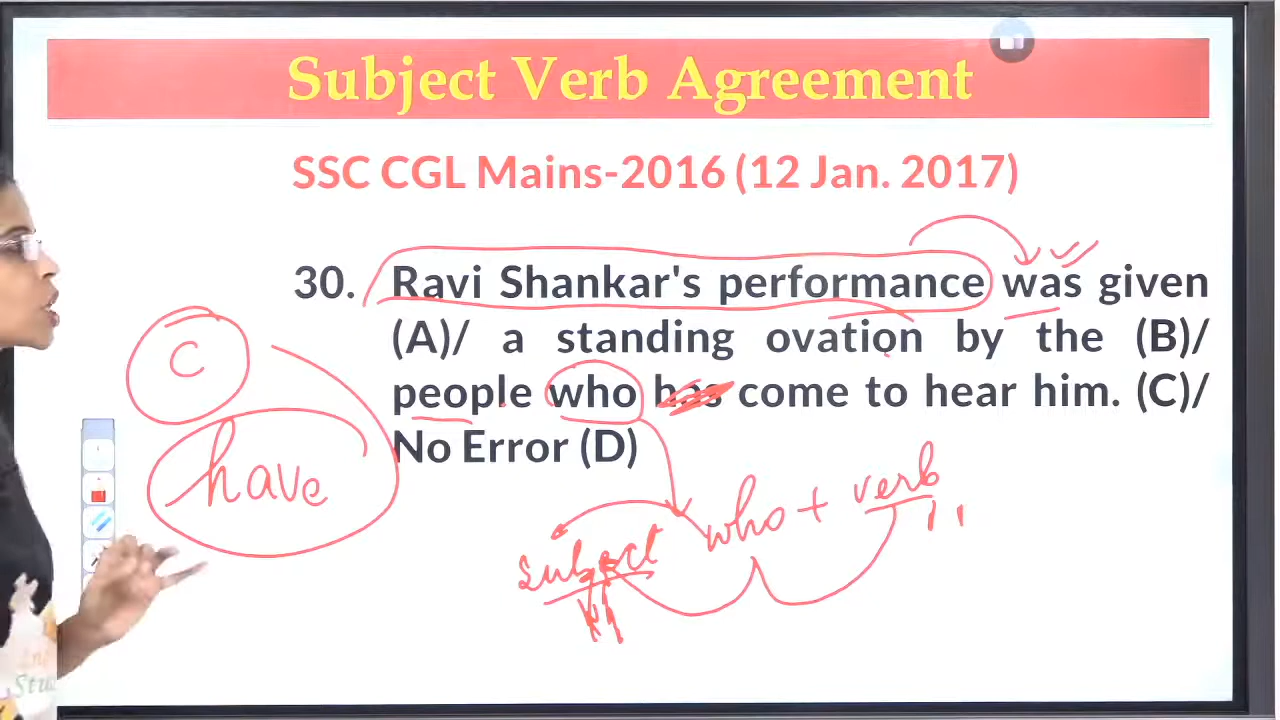 Subject Verb Agreement
SSC CGL Mains-2016 (12 Jan. 2017)
30. Ravi Shankar's performance was given
(A)/ a standing ovation by the (B)/
people who has come to hear him. (C)/
No Error (D)
C
have
subject who + verb